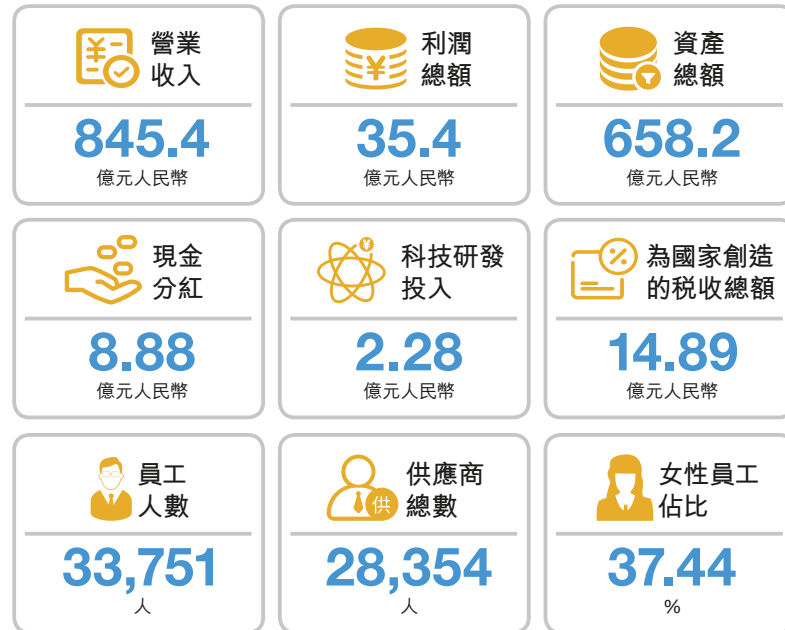 營業
收入
845.4
億元人民幣
¥
利潤
總額
35.4
億元人民幣
資產
總額
658.2
億元人民幣
現金
分紅
8.88
億元人民幣
¥
科技研發
投入
2.28
億元人民幣
%
為國家創造
的税收總額
14.89
億元人民幣
員工
人數
33,751
人
供
供應商
總數
28,354
人
女性員工
佔比
37.44
%